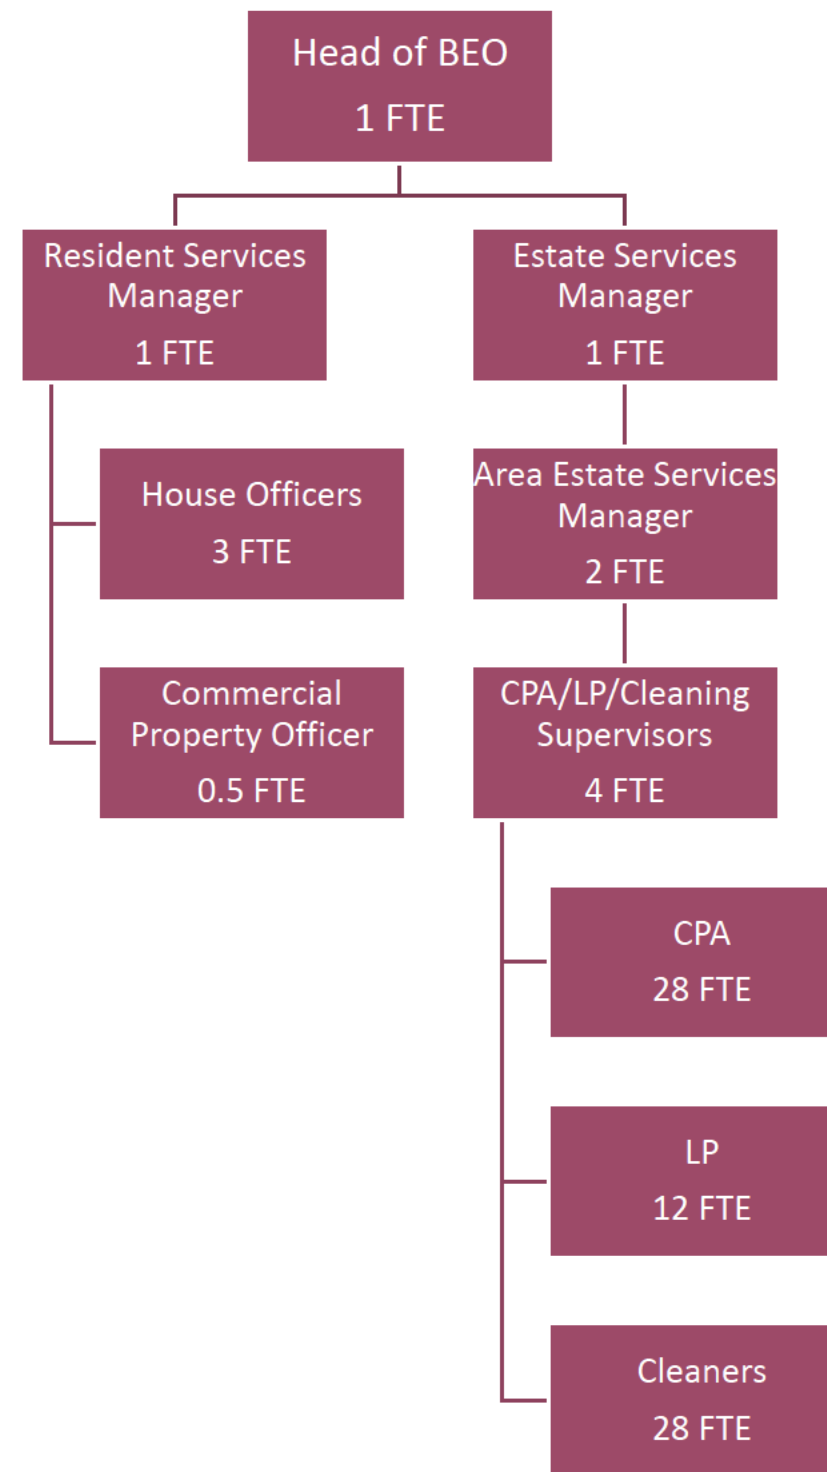 Head of BEO
1 FTE
Resident Services
Manager
1 FTE
House Officers
3 FTE
Commercial
Property Officer
0.5 FTE
Estate Services
Manager
1 FTE
Area Estate Services
Manager
2 FTE
CPA/LP/Cleaning
Supervisors
4 FTE
CPA
28 FTE
LP
12 FTE
Cleaners
28 FTE